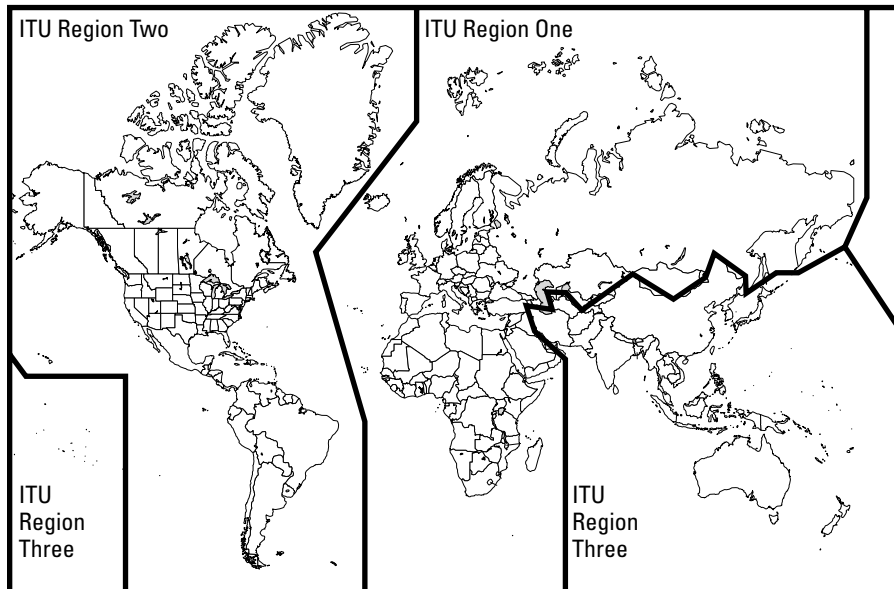 ITU Region Two
ITU Region One
ITU
Region
Three
ITU
Region
Three